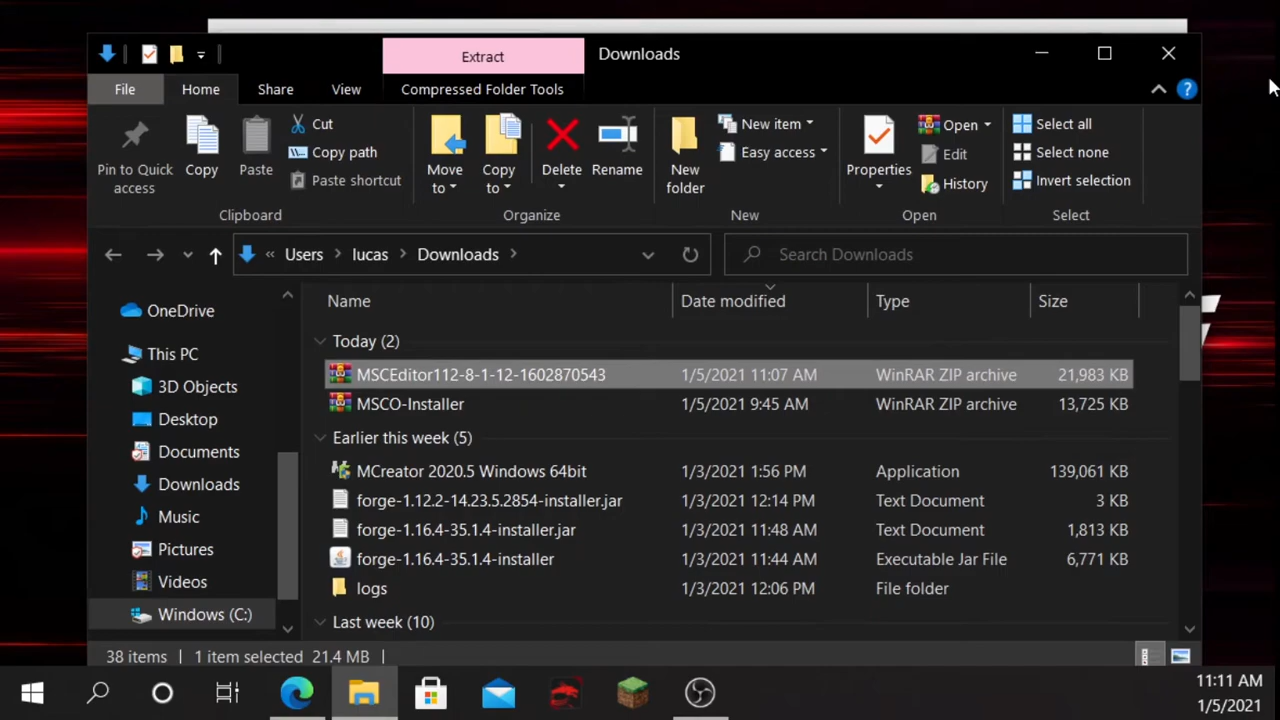 Extract
Downloads
File
Home
Share
View
Compressed Folder Tools
Pin to Quick access
Copy
Paste
Cut
Copy path
Paste shortcut
Clipboard
Move to
Copy to
Delete
Rename
Organize
New folder
New item
Easy access
New
Properties
Open
Edit
History
Open
Select all
Select none
Invert selection
Select
« Users > lucas > Downloads >
Search Downloads
OneDrive
This PC
3D Objects
Desktop
Documents
Downloads
Music
Pictures
Videos
Windows (C:)
Name Date modified Type Size
Today (2)
MSCEditor112-8-1-12-1602870543 1/5/2021 11:07 AM WinRAR ZIP archive 21,983 KB
MSCO-Installer 1/5/2021 9:45 AM WinRAR ZIP archive 13,725 KB
Earlier this week (5)
MCreator 2020.5 Windows 64bit 1/3/2021 1:56 PM Application 139,061 KB
forge-1.12.2-14.23.5.2854-installer.jar 1/3/2021 12:14 PM Text Document 3 KB
forge-1.16.4-35.1.4-installer.jar 1/3/2021 11:48 AM Text Document 1,813 KB
forge-1.16.4-35.1.4-installer 1/3/2021 11:44 AM Executable Jar File 6,771 KB
logs 1/3/2021 12:06 PM File folder
Last week (10)
38 items 1 item selected 21.4 MB
11:11 AM
1/5/2021